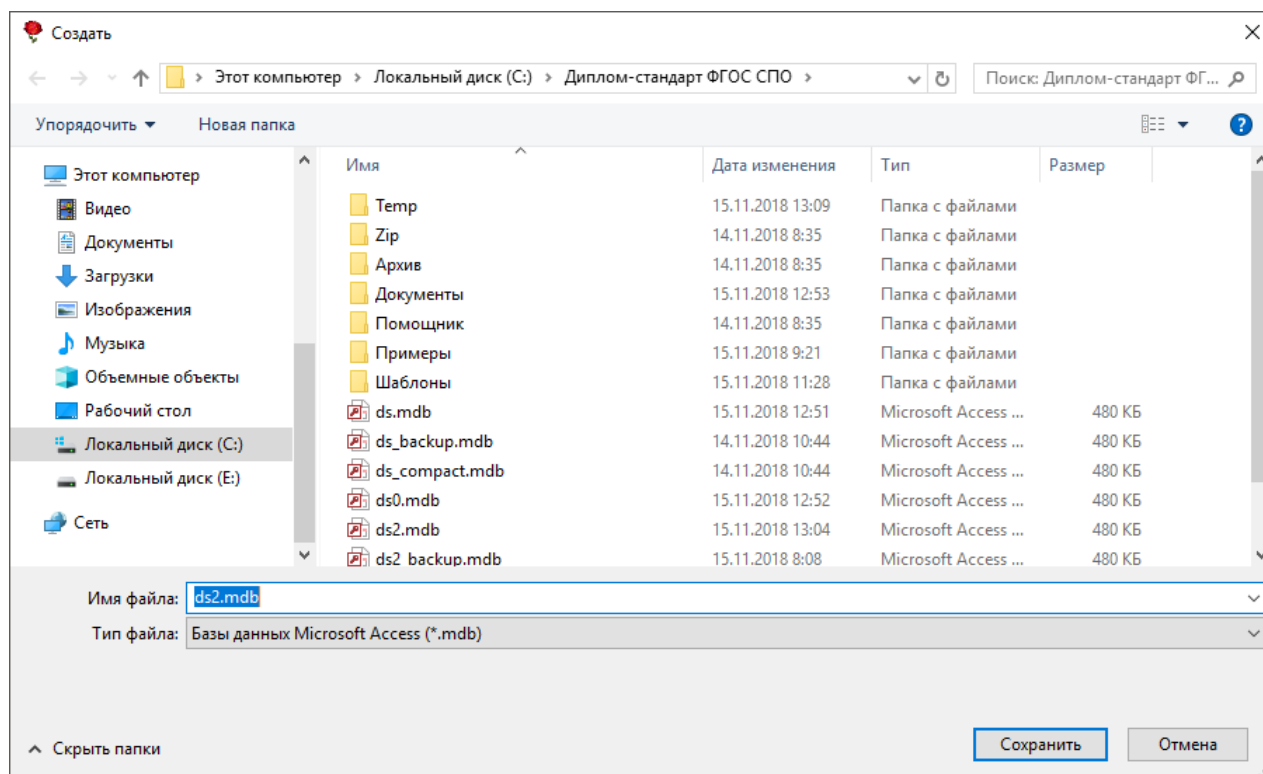 Создать
Этот компьютер > Локальный диск (C:) > Диплом-стандарт ФГОС СПО >
Поиск: Диплом-стандарт ФГ...
Упорядочить Новая папка
Имя Дата изменения Тип Размер
Этот компьютер
Видео
Документы
Загрузки
Изображения
Музыка
Объемные объекты
Рабочий стол
Локальный диск (C:)
Локальный диск (E:)
Сеть
Temp 15.11.2018 13:09 Папка с файлами
Zip 14.11.2018 8:35 Папка с файлами
Архив 14.11.2018 8:35 Папка с файлами
Документы 15.11.2018 12:53 Папка с файлами
Помощник 14.11.2018 8:35 Папка с файлами
Примеры 15.11.2018 9:21 Папка с файлами
Шаблоны 15.11.2018 11:28 Папка с файлами
ds.mdb 15.11.2018 12:51 Microsoft Access ... 480 КБ
ds_backup.mdb 14.11.2018 10:44 Microsoft Access ... 480 КБ
ds_compact.mdb 14.11.2018 10:44 Microsoft Access ... 480 КБ
ds0.mdb 15.11.2018 12:52 Microsoft Access ... 480 КБ
ds2.mdb 15.11.2018 13:04 Microsoft Access ... 480 КБ
ds2_backup.mdb 15.11.2018 8:08 Microsoft Access ... 480 КБ
Имя файла: ds2.mdb
Тип файла: Базы данных Microsoft Access (*.mdb)
Скрыть папки
Сохранить Отмена